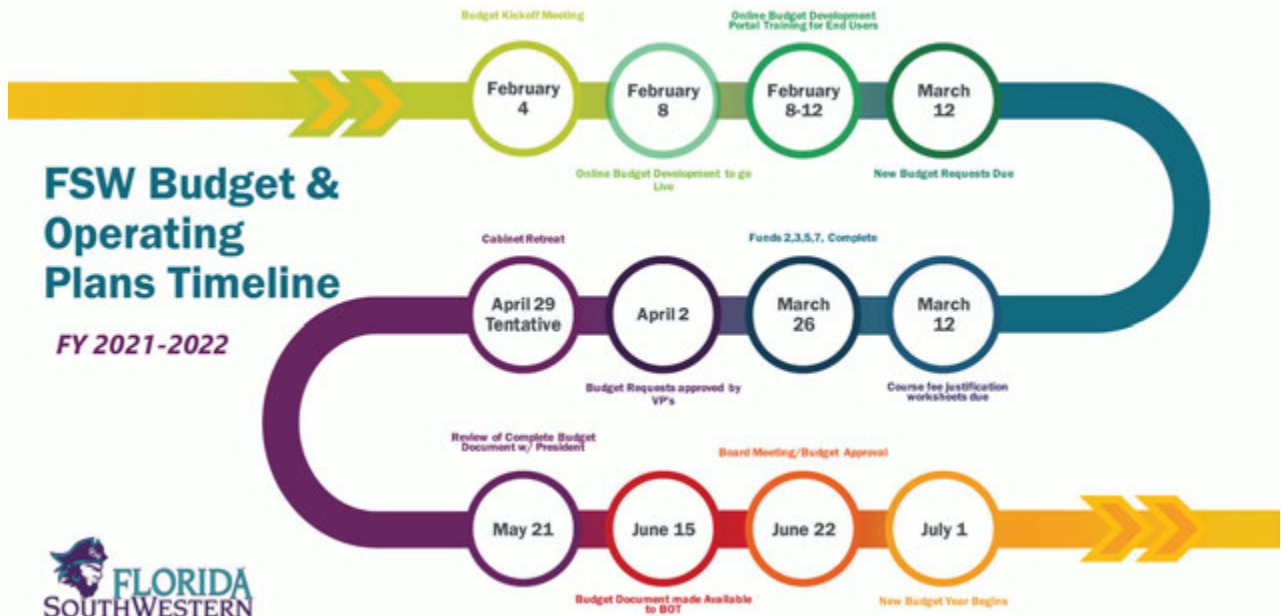 Budget Kickoff Meeting
Online Budget Development
Portal Training for End Users
February
4
February
8
February
8-12
March
12
Online Budget Development to go
Live
New Budget Requests Due
FSW Budget &
Operating
Plans Timeline
FY 2021-2022
Cabinet Retreat
Funds 2,3,5,7, Complete
April 29
Tentative
April 2
March
26
March
12
Budget Requests approved by
VP's
Course fee justification
worksheets due
Review of Complete Budget
Document w/ President
Board Meeting/Budget Approval
May 21
June 15
June 22
July 1
Budget Document made Available
to BOT
New Budget Year Begins
FLORIDA
SOUTHWESTERN